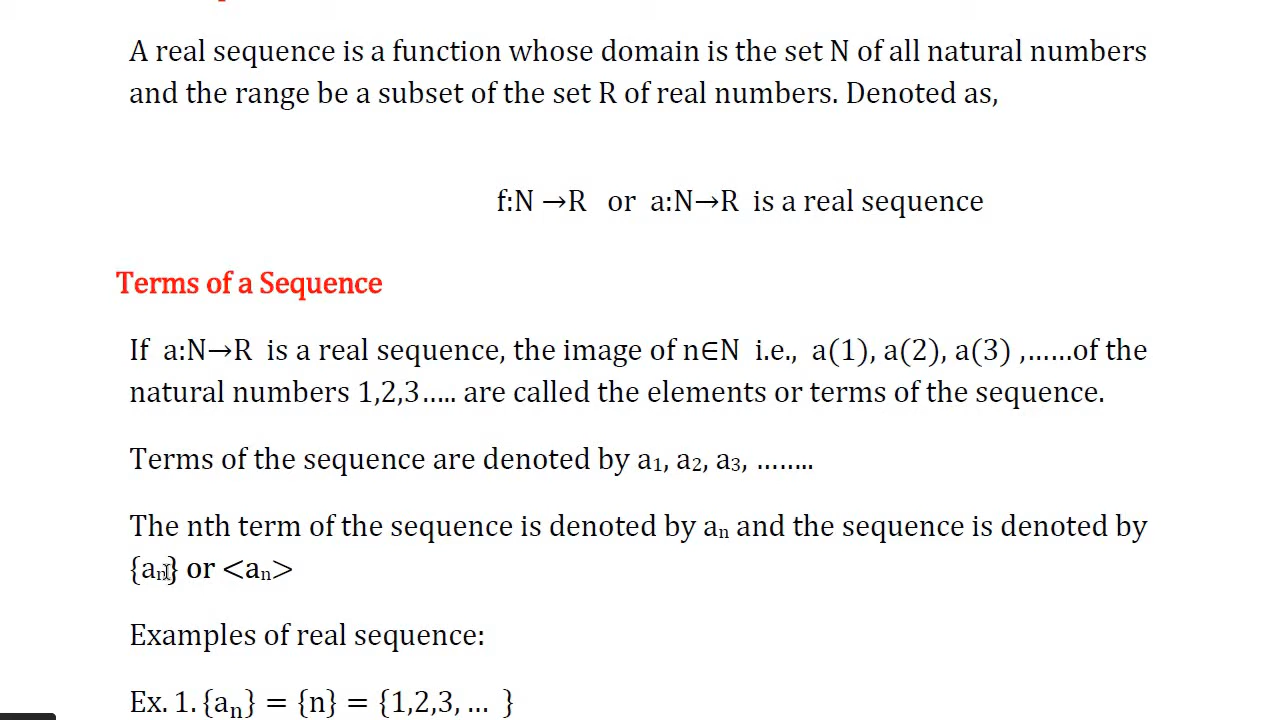 A real sequence is a function whose domain is the set N of all natural numbers
and the range be a subset of the set R of real numbers. Denoted as,
f:N →R or a:N→R is a real sequence
Terms of a Sequence
If a:N→R is a real sequence, the image of n∈N i.e., a(1), a(2), a(3) ,……of the
natural numbers 1,2,3….. are called the elements or terms of the sequence.
Terms of the sequence are denoted by a₁, a₂, a₃, ……..
The nth term of the sequence is denoted by aₙ and the sequence is denoted by
{aₙ} or <aₙ>
Examples of real sequence:
Ex. 1. {aₙ} = {n} = {1,2,3, … }